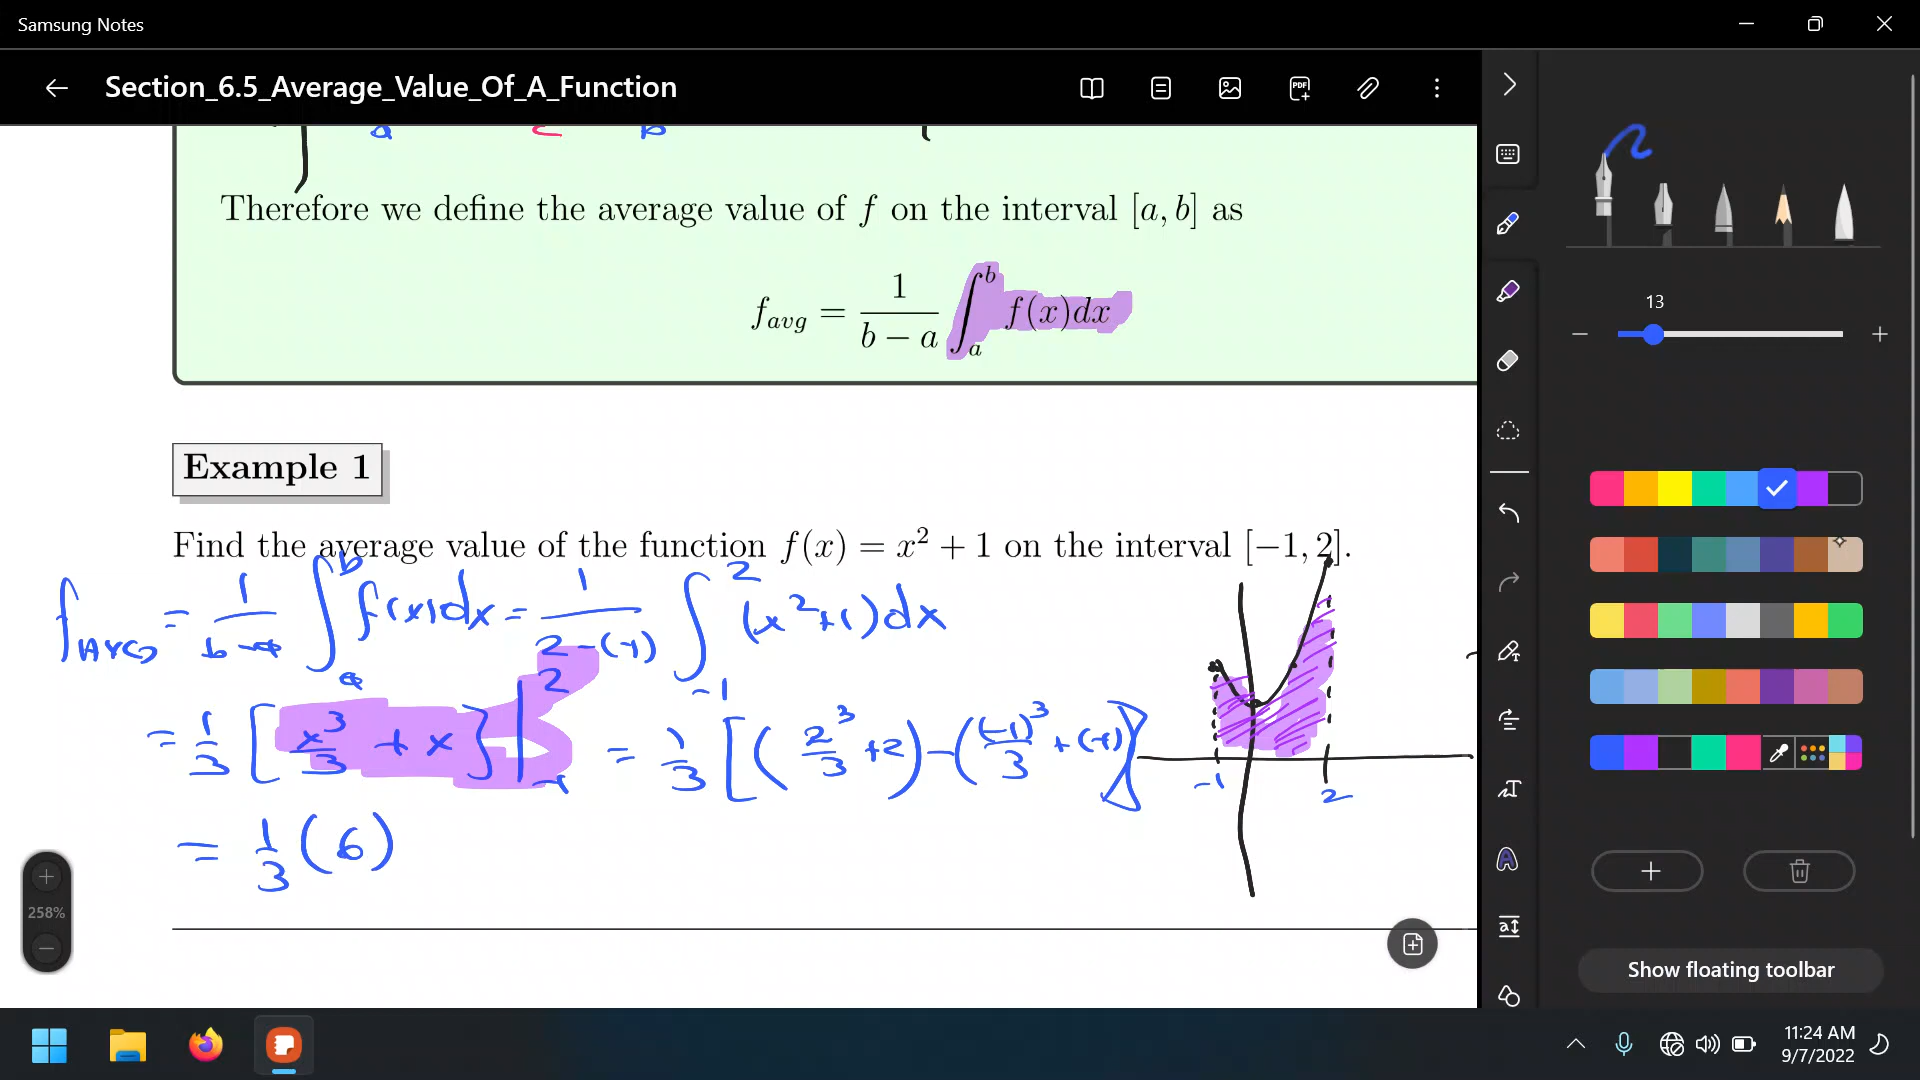 Samsung Notes
Section_6.5_Average_Value_Of_A_Function
a c b
Therefore we define the average value of f on the interval [a, b] as
f_avg = 1/(b − a) ∫_a^b f(x)dx
Example 1
Find the average value of the function f(x) = x² + 1 on the interval [−1, 2].
f_AVG = 1/(b-a) ∫_a^b f(x)dx = 1/(2-(-1)) ∫_-1^2 (x²+1)dx
= 1/3 [x³/3 + x]|_-1^2 = 1/3 [(2³/3 +2)-((-1)³/3 +(-1))]
-1 2
= 1/3 (6)
258%
PDF
13
Show floating toolbar
11:24 AM
9/7/2022